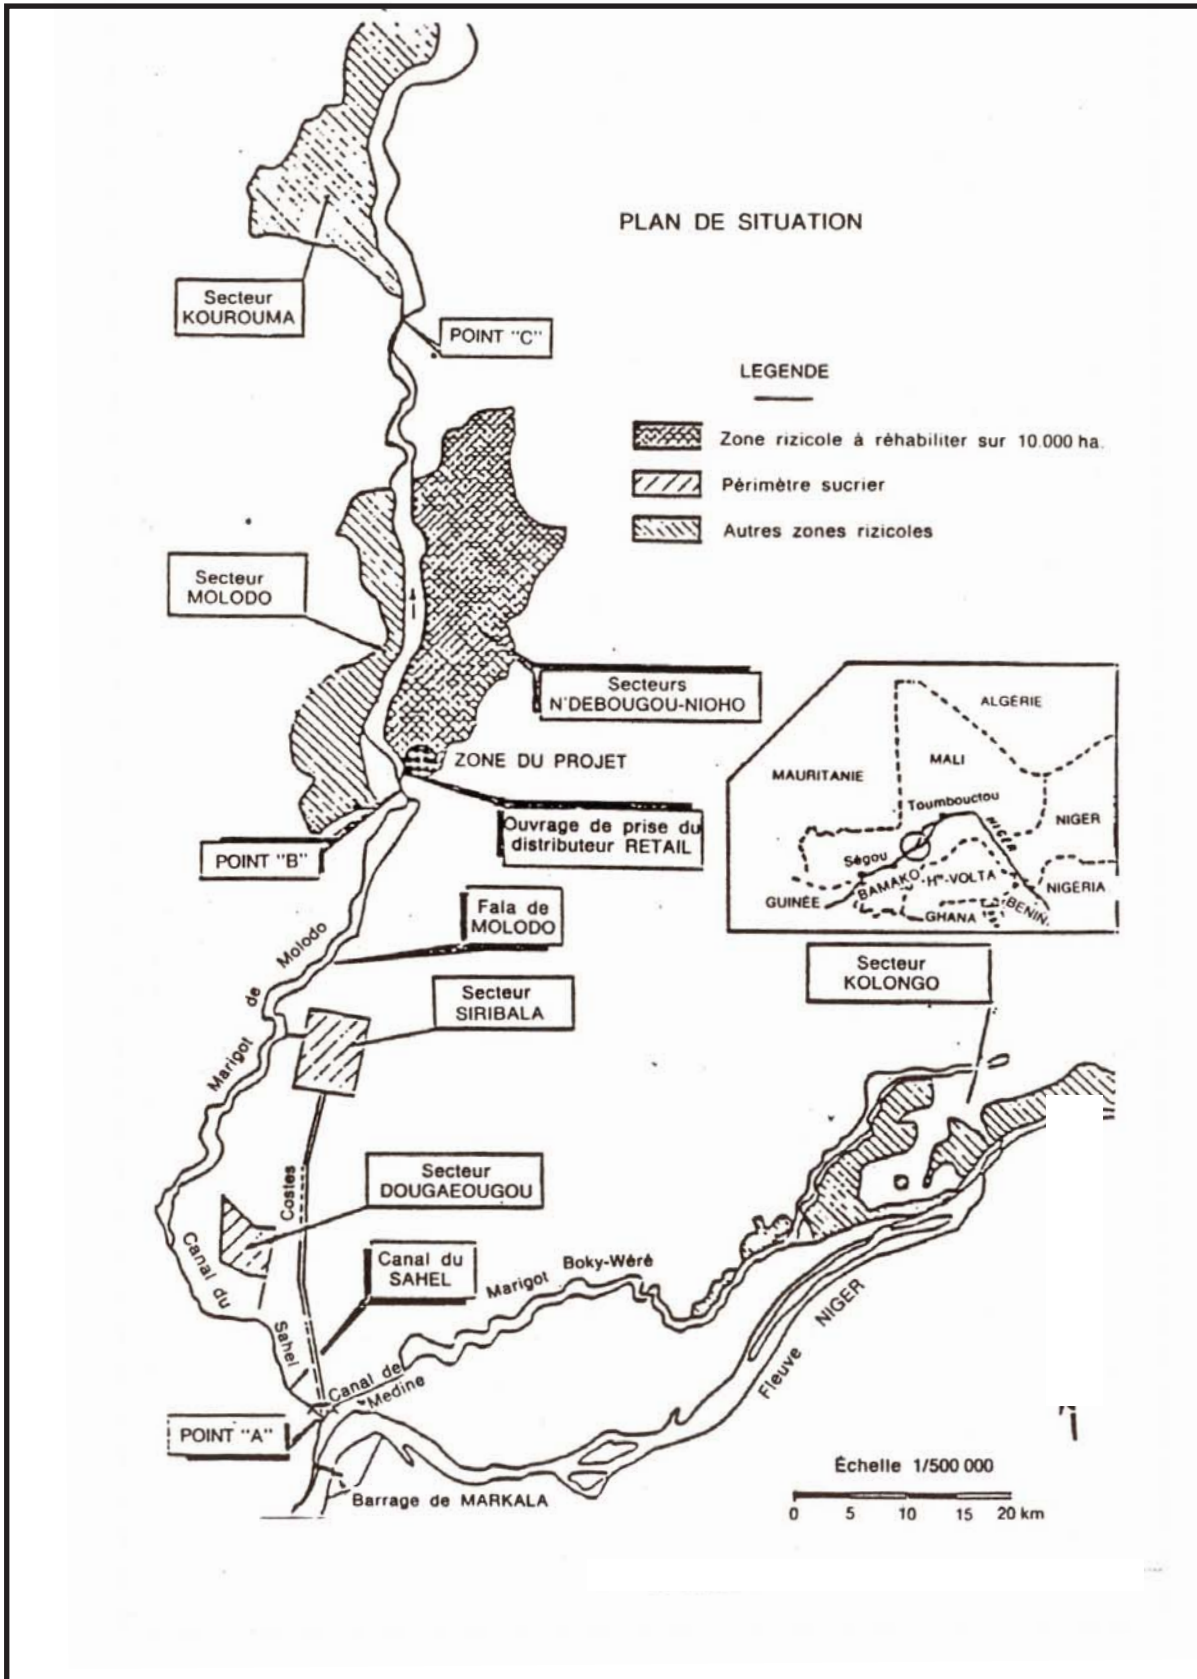 PLAN DE SITUATION
Secteur
KOUROUMA
POINT "C"
LEGENDE
Zone rizicole à réhabiliter sur 10.000 ha.
Périmètre sucrier
Autres zones rizicoles
Secteur
MOLODO
Secteurs
N'DEBOUGOU-NIOHO
ZONE DU PROJET
Ouvrage de prise du
distributeur RETAIL
POINT "B"
ALGÉRIE
MALI
MAURITANIE
Toumbouctou
NIGER
NIGER
Ségou
BAMAKO
Hte-VOLTA
NIGÉRIA
GUINÉE
GHANA
BENIN
Fala de
MOLODO
Marigot de Molodo
Secteur
SIRIBALA
Secteur
KOLONGO
Secteur
DOUGAEOUGOU
Costes
Canal du Sahel
Canal du
SAHEL
Marigot Boky-Wéré
Fleuve NIGER
Canal de
Medine
POINT "A"
Barrage de MARKALA
Échelle 1/500 000
0 5 10 15 20 km